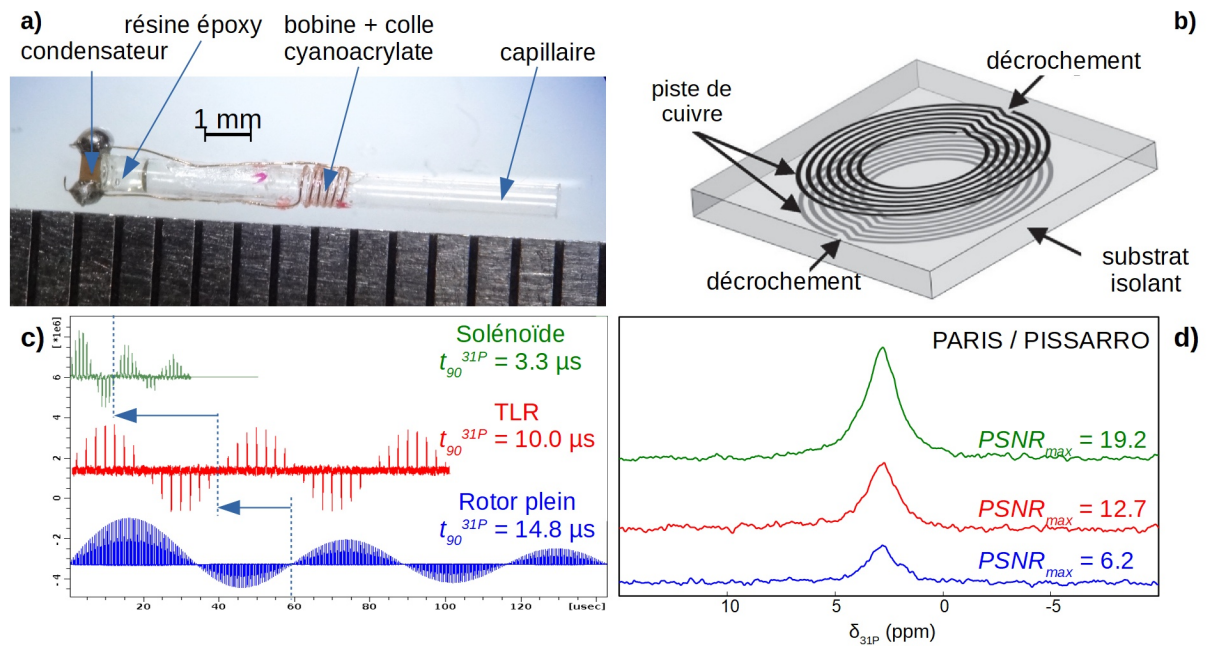 a)
résine époxy
condensateur
bobine + colle
cyanoacrylate
capillaire
1 mm
b)
décrochement
piste de
cuivre
décrochement
substrat
isolant
c)
[*1e6]
6
4
2
0
-2
-4
Solénoïde
t90 31P = 3.3 µs
TLR
t90 31P = 10.0 µs
Rotor plein
t90 31P = 14.8 µs
20
40
60
80
100
120
[usec]
PARIS / PISSARRO
d)
PSNRmax = 19.2
PSNRmax = 12.7
PSNRmax = 6.2
10
5
0
-5
δ31P (ppm)